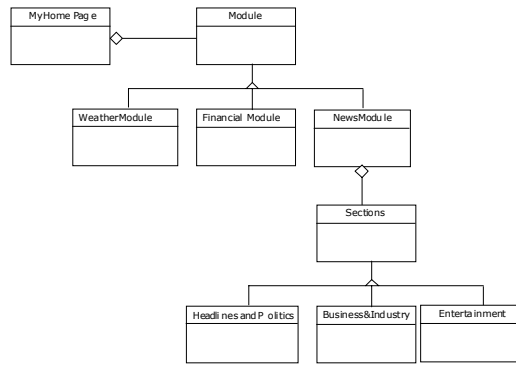 MyHome Page
Module
WeatherModule
Financial Module
NewsModule
Sections
Headlines and Politics
Business&Industry
Entertainment